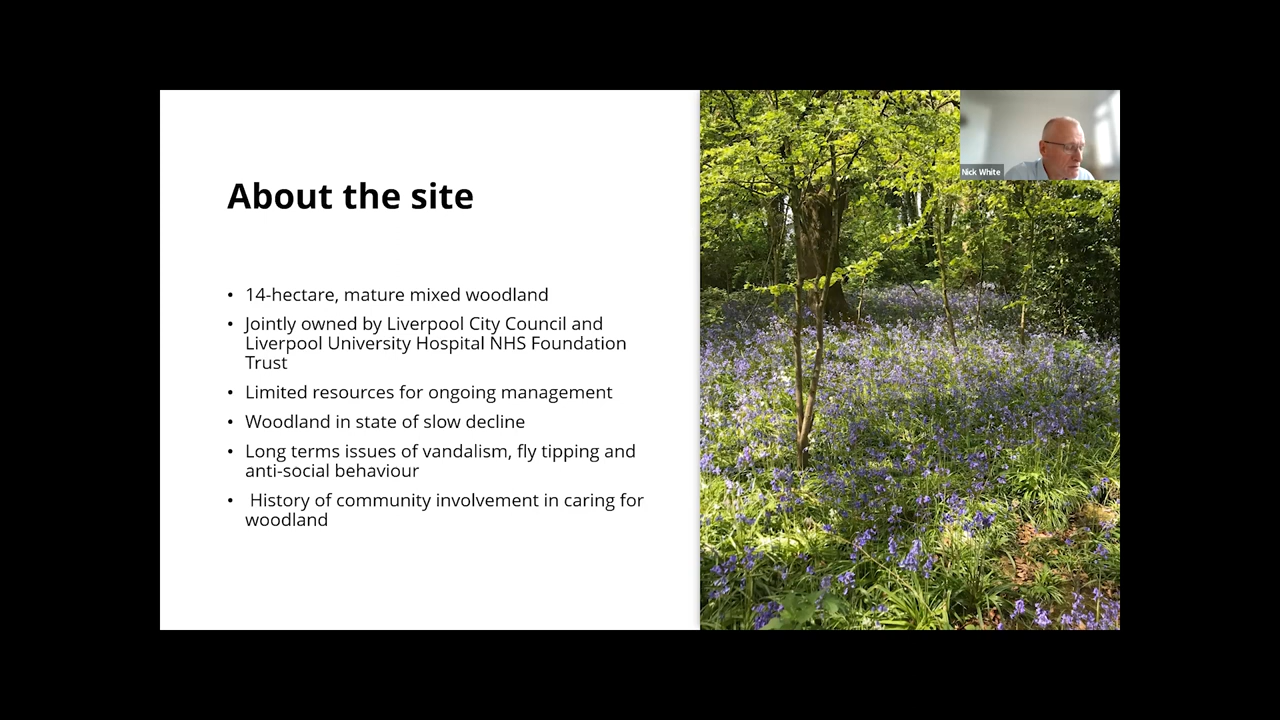 About the site
• 14-hectare, mature mixed woodland
• Jointly owned by Liverpool City Council and
Liverpool University Hospital NHS Foundation
Trust
• Limited resources for ongoing management
• Woodland in state of slow decline
• Long terms issues of vandalism, fly tipping and
anti-social behaviour
• History of community involvement in caring for
woodland
Nick White